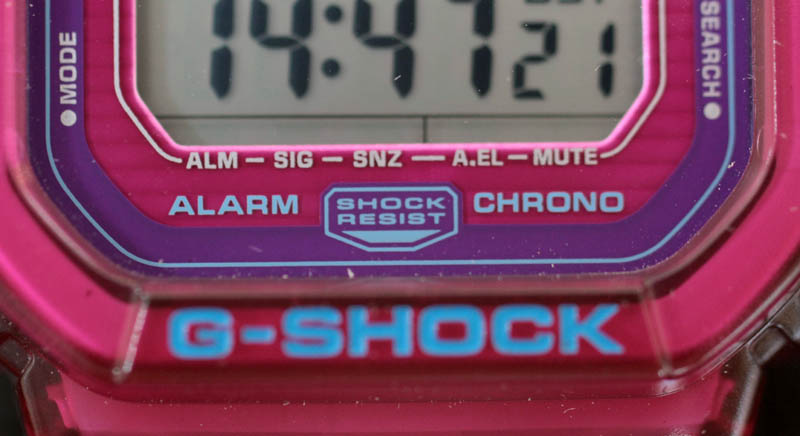 14:47 21
MODE
SEARCH
ALM — SIG — SNZ — A.EL — MUTE
ALARM
SHOCK
RESIST
CHRONO
G-SHOCK